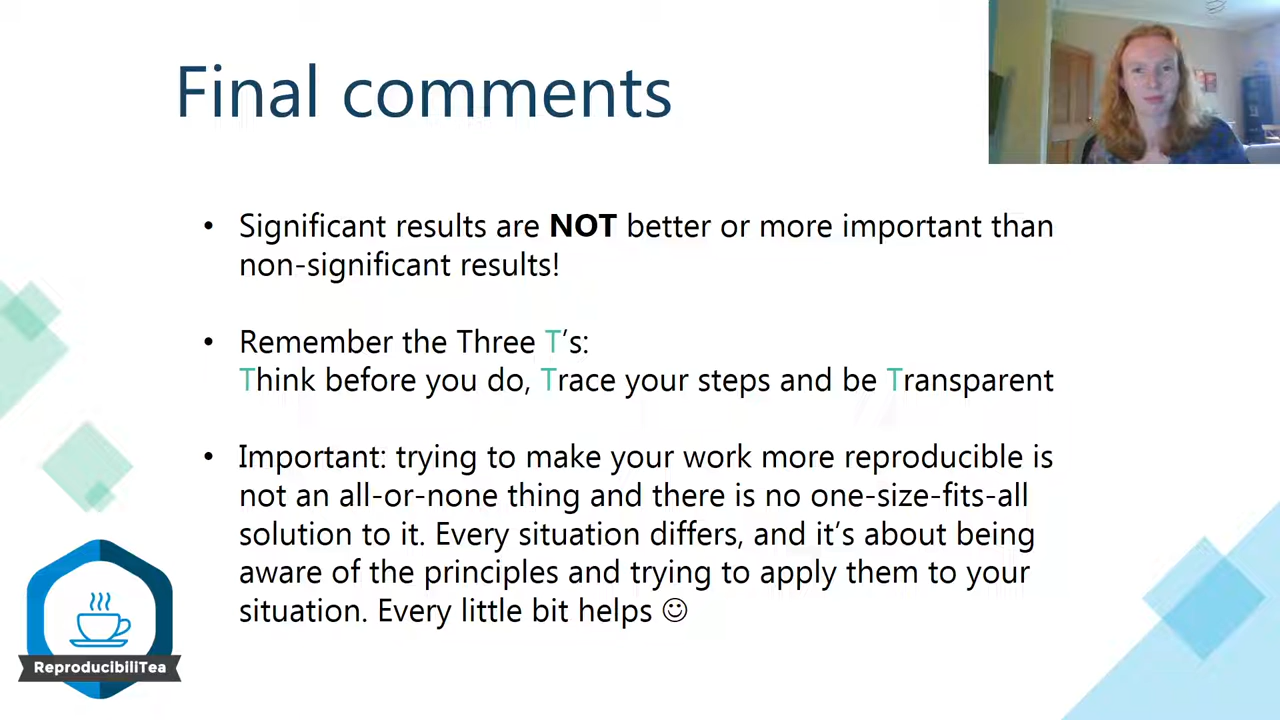 Final comments
• Significant results are NOT better or more important than
non-significant results!
• Remember the Three T's:
Think before you do, Trace your steps and be Transparent
• Important: trying to make your work more reproducible is
not an all-or-none thing and there is no one-size-fits-all
solution to it. Every situation differs, and it's about being
aware of the principles and trying to apply them to your
situation. Every little bit helps ☺
ReproducibiliTea